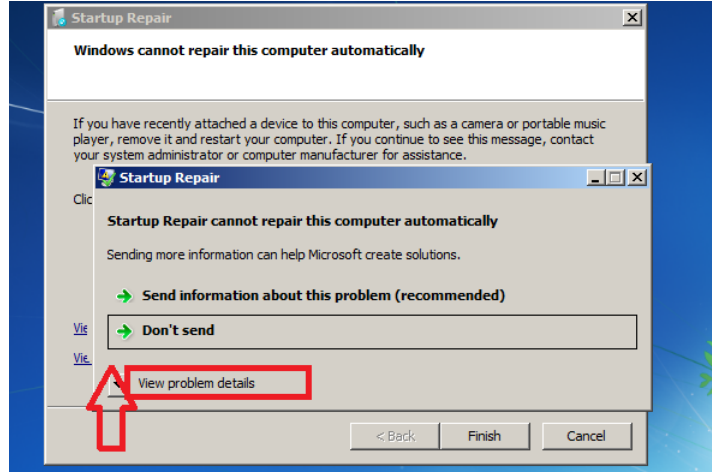 Startup Repair
Windows cannot repair this computer automatically
If you have recently attached a device to this computer, such as a camera or portable music
player, remove it and restart your computer. If you continue to see this message, contact
your system administrator or computer manufacturer for assistance.
Clic
Startup Repair
Startup Repair cannot repair this computer automatically
Sending more information can help Microsoft create solutions.
Send information about this problem (recommended)
Vie
Don't send
Vie
View problem details
< Back
Finish
Cancel